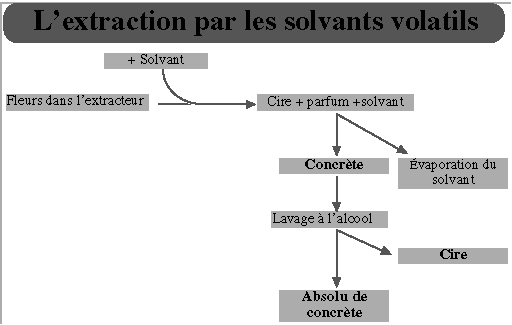 L'extraction par les solvants volatils
+ Solvant
Fleurs dans l'extracteur
Cire + parfum +solvant
Concrète
Évaporation du
solvant
Lavage à l'alcool
Cire
Absolu de
concrète